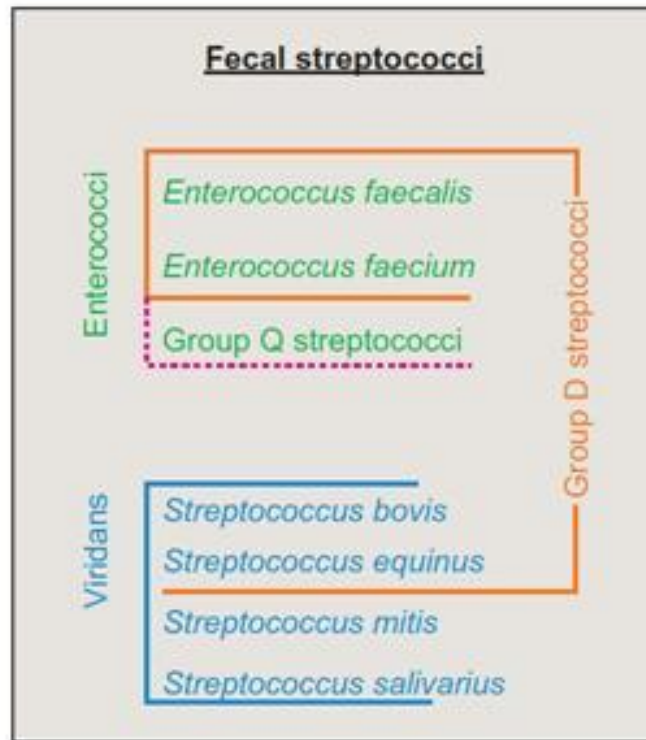 Fecal streptococci
Enterococci
Enterococcus faecalis
Enterococcus faecium
Group Q streptococci
Group D streptococci
Viridans
Streptococcus bovis
Streptococcus equinus
Streptococcus mitis
Streptococcus salivarius